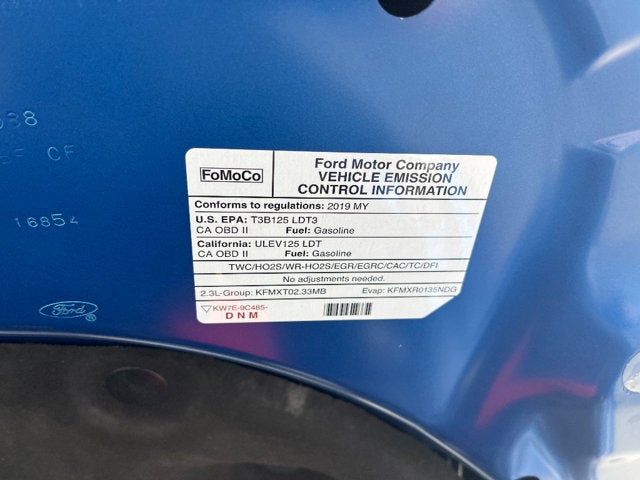 CF
16854
Ford
FoMoCo
Ford Motor Company
VEHICLE EMISSION
CONTROL INFORMATION
Conforms to regulations: 2019 MY
U.S. EPA: T3B125 LDT3
CA OBD II Fuel: Gasoline
California: ULEV125 LDT
CA OBD II Fuel: Gasoline
TWC/HO2S/WR-HO2S/EGR/EGRC/CAC/TC/DFI
No adjustments needed.
2.3L-Group: KFMXT02.33MB Evap: KFMXR0135NDG
KW7E-9C485-
DNM